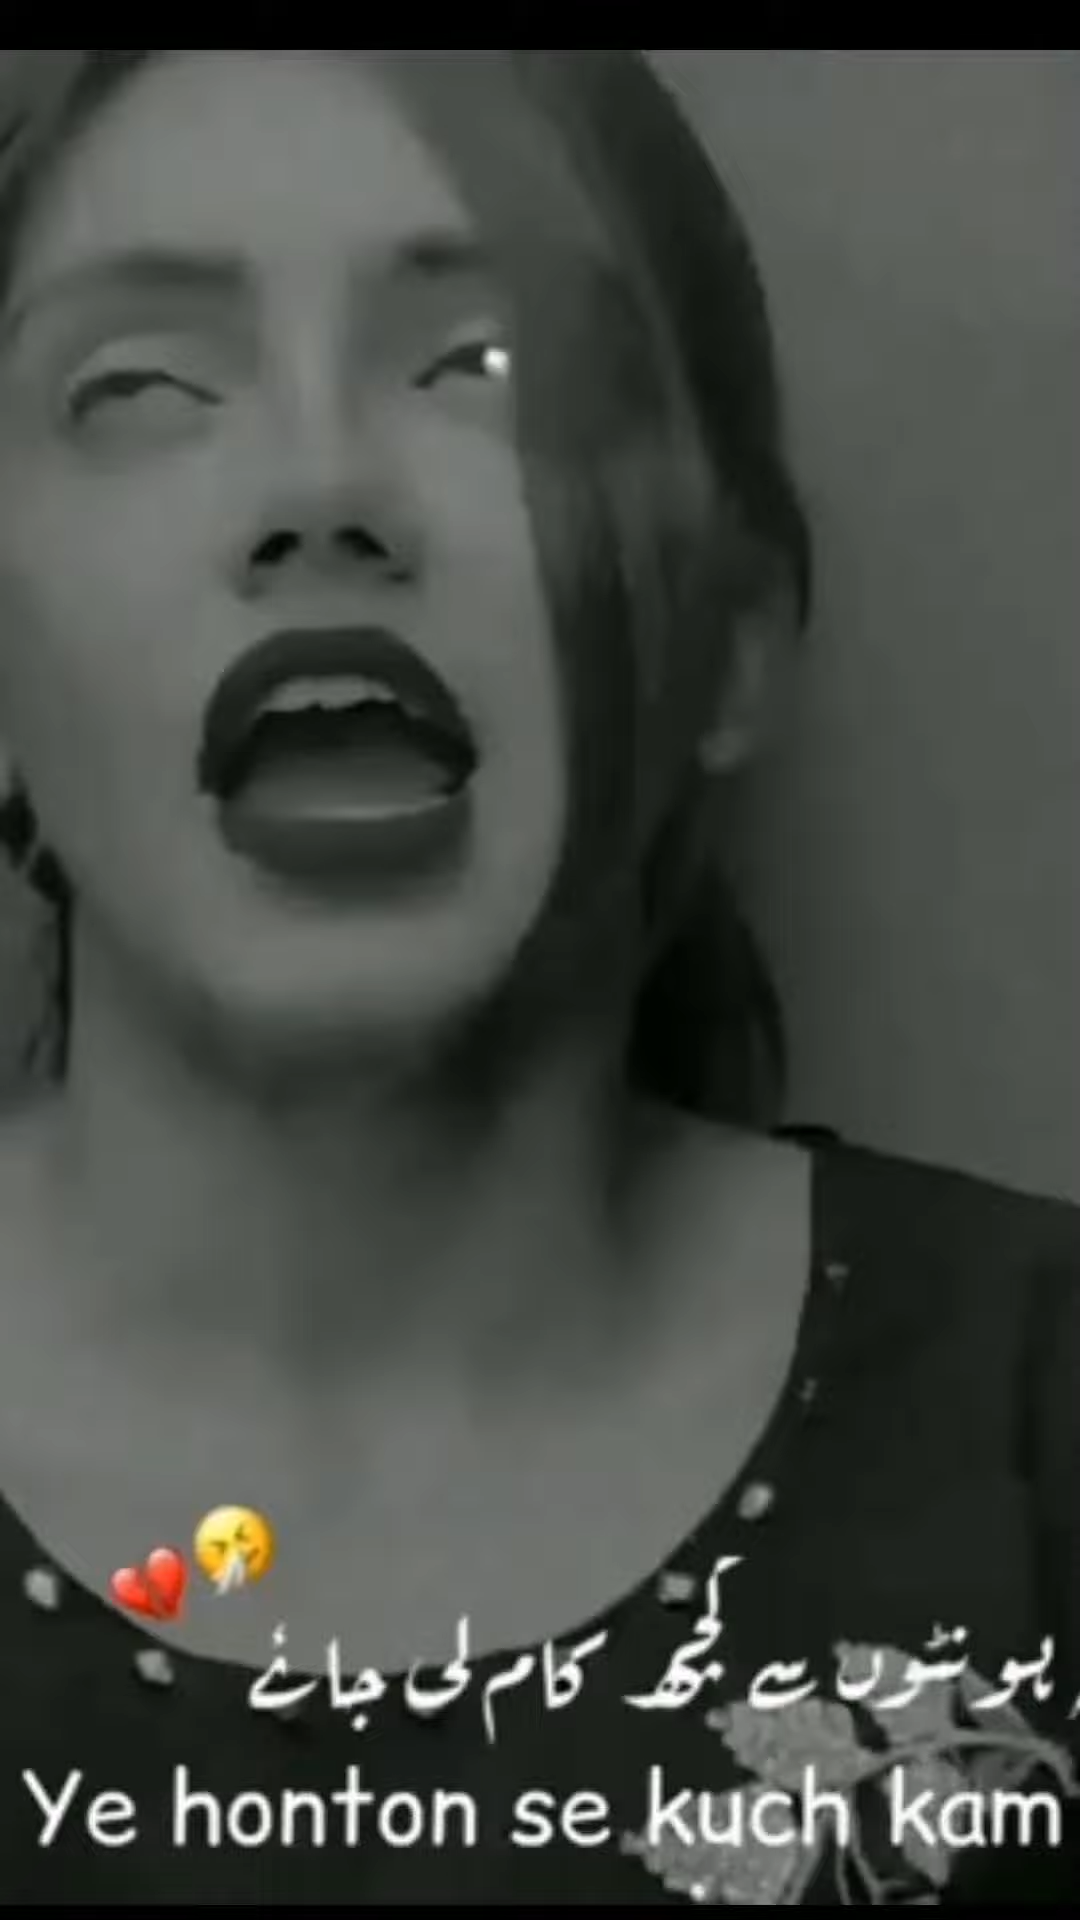 ہونٹوں سے کچھ کام لی جائے
Ye honton se kuch kam